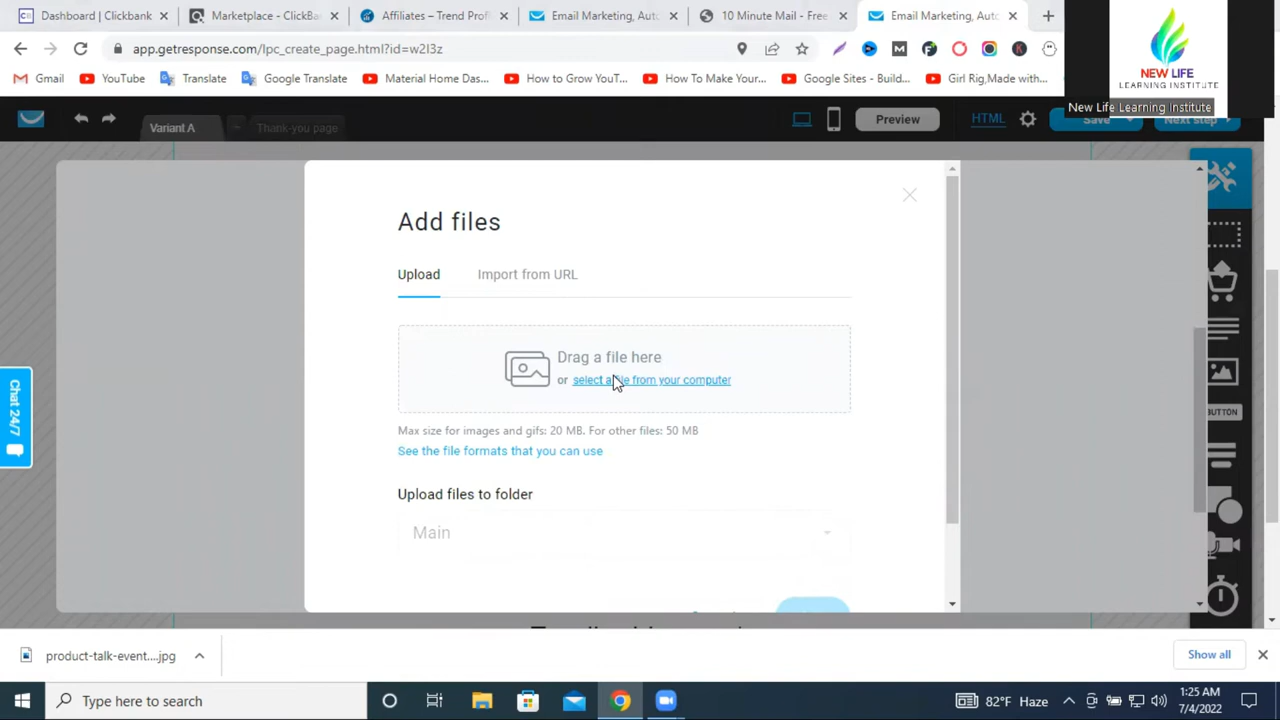 Dashboard | Clickbank
Marketplace - ClickBa
Affiliates – Trend Profi
Email Marketing, Auto
10 Minute Mail - Free
Email Marketing, Auto
app.getresponse.com/lpc_create_page.html?id=w2l3z
Gmail
YouTube
Translate
Google Translate
Material Home Das...
How to Grow YouT...
How To Make Your...
Google Sites - Build...
Girl Rig,Made with...
NEW LIFE
LEARNING INSTITUTE
New Life Learning Institute
Variant A
Thank-you page
Preview
HTML
Save
Next step
Add files
Upload
Import from URL
Drag a file here
or select a file from your computer
Max size for images and gifs: 20 MB. For other files: 50 MB
See the file formats that you can use
Upload files to folder
Main
BUTTON
Chat 24/7
product-talk-event....jpg
Show all
Type here to search
82°F Haze
1:25 AM
7/4/2022